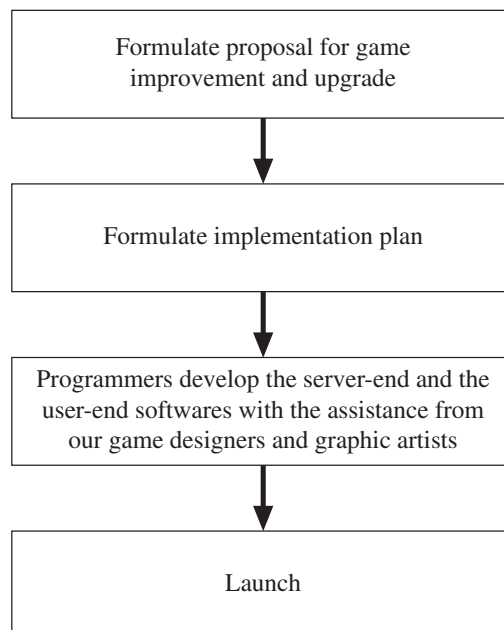 Formulate proposal for game
improvement and upgrade
Formulate implementation plan
Programmers develop the server-end and the
user-end softwares with the assistance from
our game designers and graphic artists
Launch